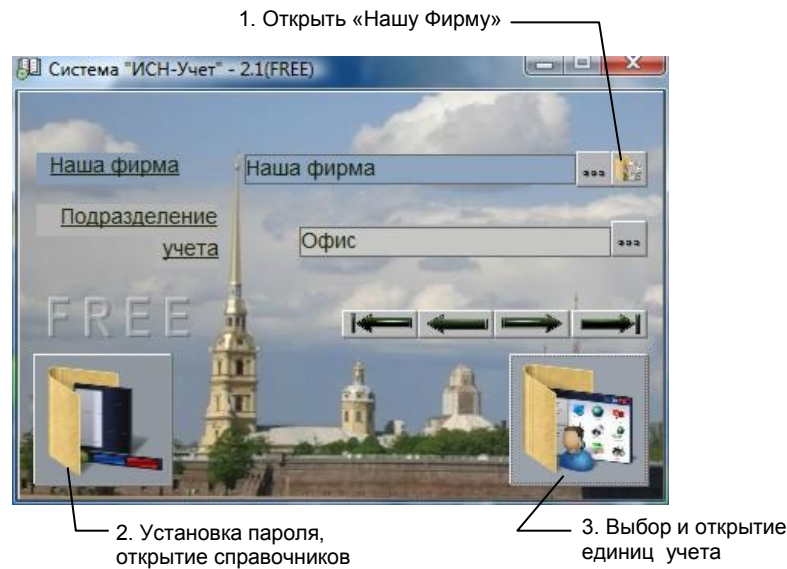 1. Открыть «Нашу Фирму»
Система "ИСН-Учет" - 2.1(FREE)
Наша фирма
Наша фирма
Подразделение
учета
Офис
FREE
2. Установка пароля,
открытие справочников
3. Выбор и открытие
единиц учета